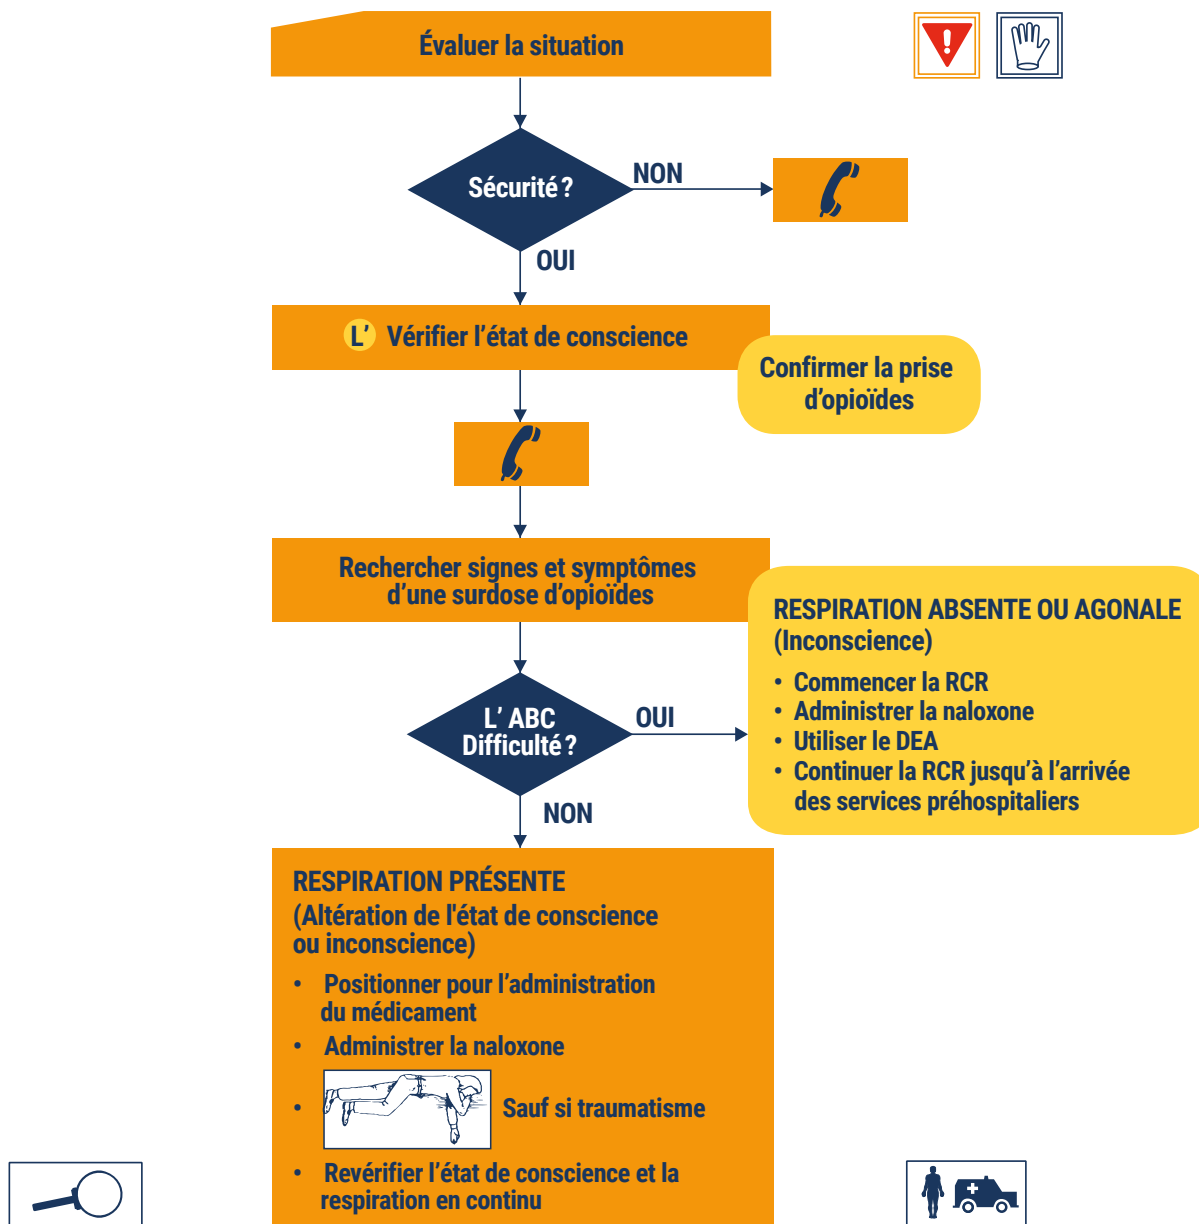 Évaluer la situation
Sécurité ?
NON
OUI
L’ Vérifier l’état de conscience
Confirmer la prise
d’opioïdes
Rechercher signes et symptômes
d’une surdose d’opioïdes
L’ ABC
Difficulté ?
OUI
NON
RESPIRATION ABSENTE OU AGONALE
(Inconscience)
• Commencer la RCR
• Administrer la naloxone
• Utiliser le DEA
• Continuer la RCR jusqu’à l’arrivée
des services préhospitaliers
RESPIRATION PRÉSENTE
(Altération de l'état de conscience
ou inconscience)
• Positionner pour l’administration
du médicament
• Administrer la naloxone
• Sauf si traumatisme
• Revérifier l’état de conscience et la
respiration en continu